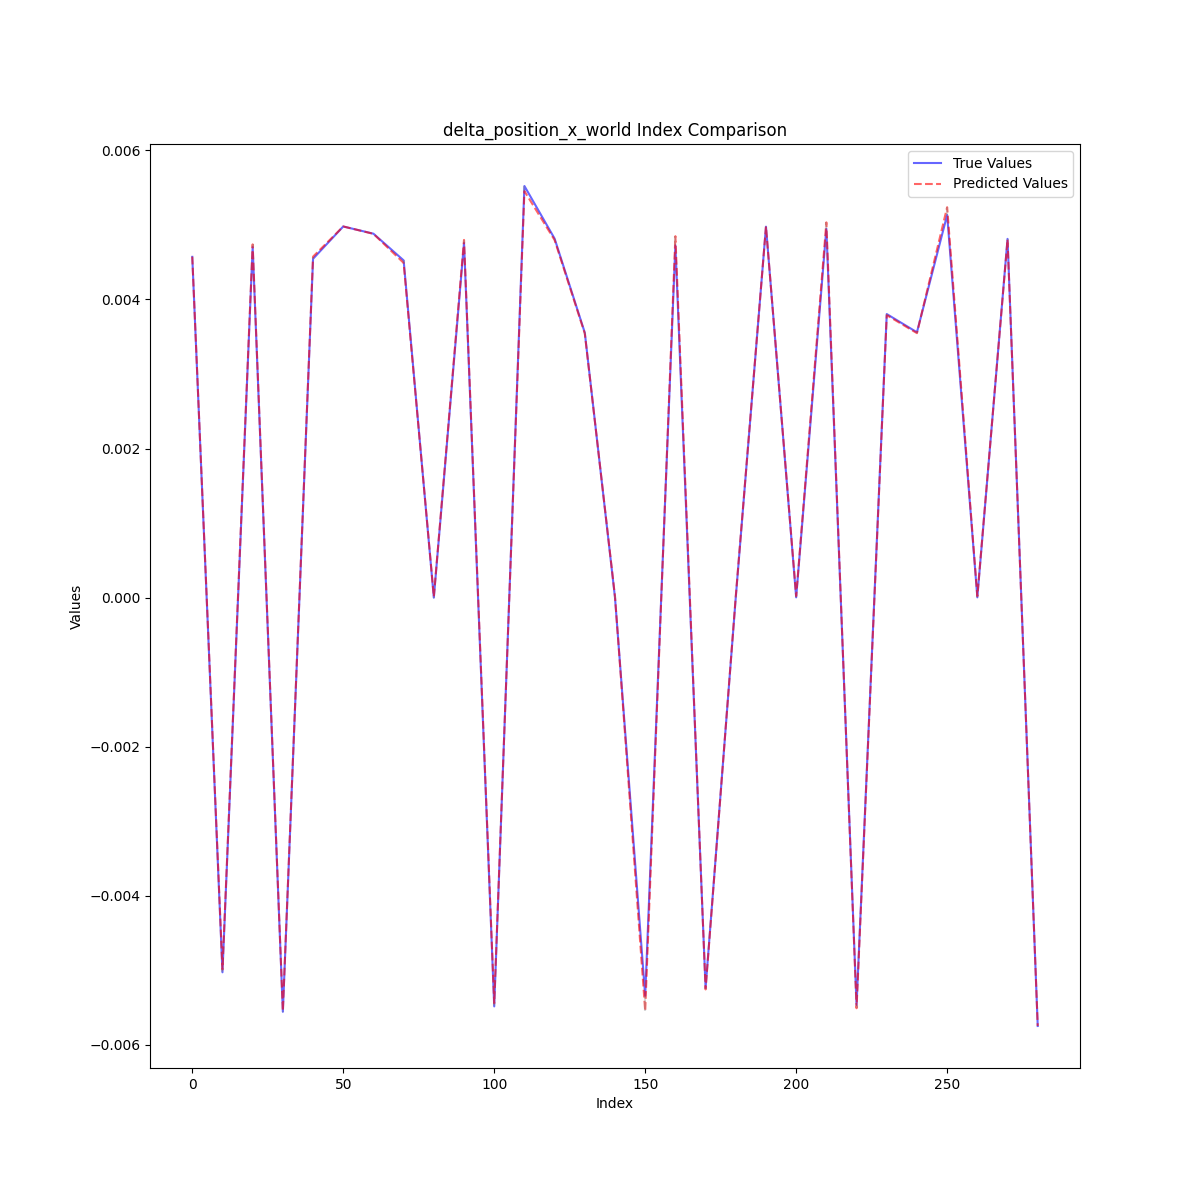 delta_position_x_world Index Comparison
True Values
Predicted Values
0.006
0.004
0.002
0.000
−0.002
−0.004
−0.006
Values
0 50 100 150 200 250
Index